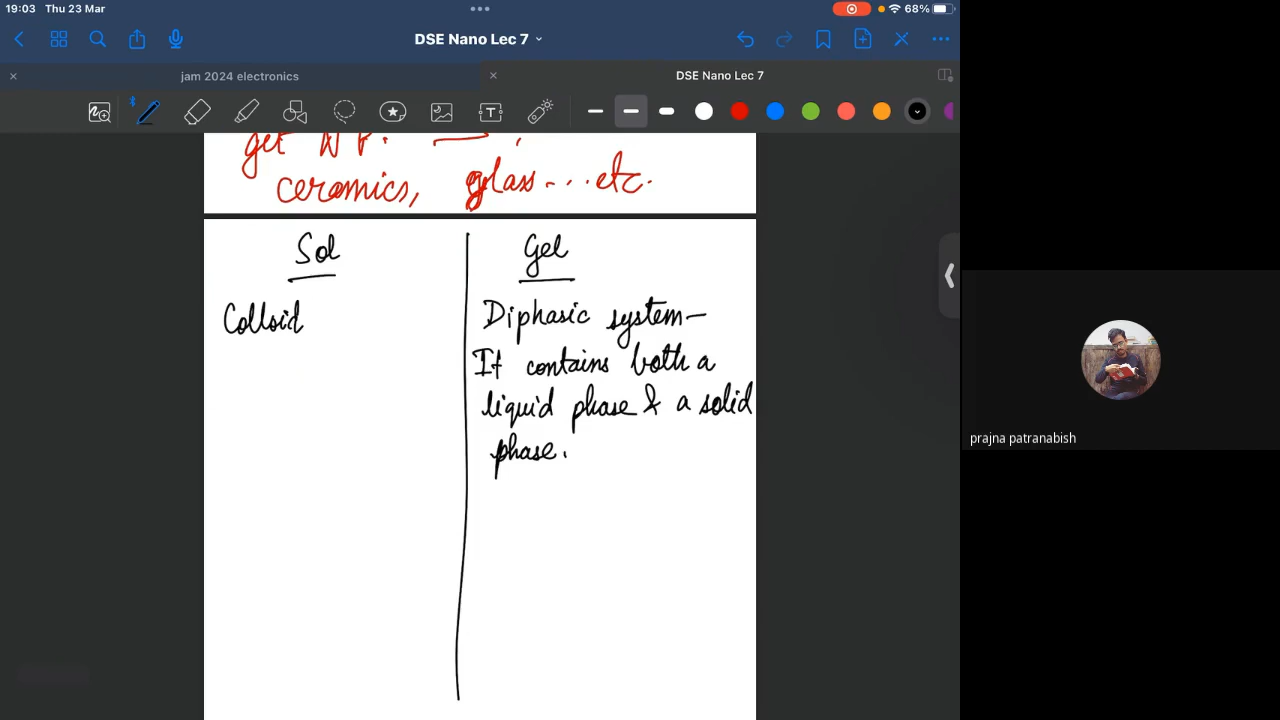 19:03 Thu 23 Mar
68%
DSE Nano Lec 7
jam 2024 electronics
DSE Nano Lec 7
get N P.
ceramics, glass... etc.
Sol
Gel
Colloid
Diphasic system-
It contains both a
liquid phase & a solid
phase.
prajna patranabish